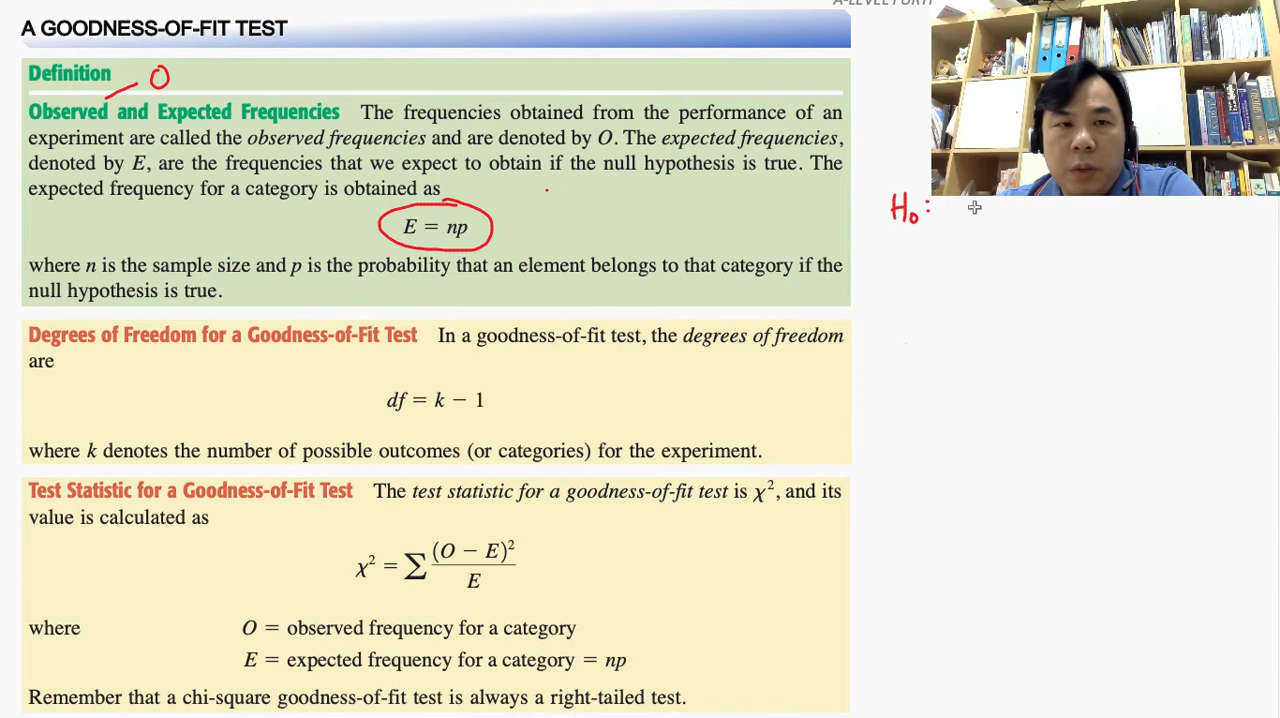 A GOODNESS-OF-FIT TEST
Definition
O
Observed and Expected Frequencies The frequencies obtained from the performance of an
experiment are called the observed frequencies and are denoted by O. The expected frequencies,
denoted by E, are the frequencies that we expect to obtain if the null hypothesis is true. The
expected frequency for a category is obtained as
E = np
where n is the sample size and p is the probability that an element belongs to that category if the
null hypothesis is true.
Degrees of Freedom for a Goodness-of-Fit Test In a goodness-of-fit test, the degrees of freedom
are
df = k − 1
where k denotes the number of possible outcomes (or categories) for the experiment.
Test Statistic for a Goodness-of-Fit Test The test statistic for a goodness-of-fit test is χ², and its
value is calculated as
χ² = ∑ (O − E)² / E
where O = observed frequency for a category
E = expected frequency for a category = np
Remember that a chi-square goodness-of-fit test is always a right-tailed test.
H₀: